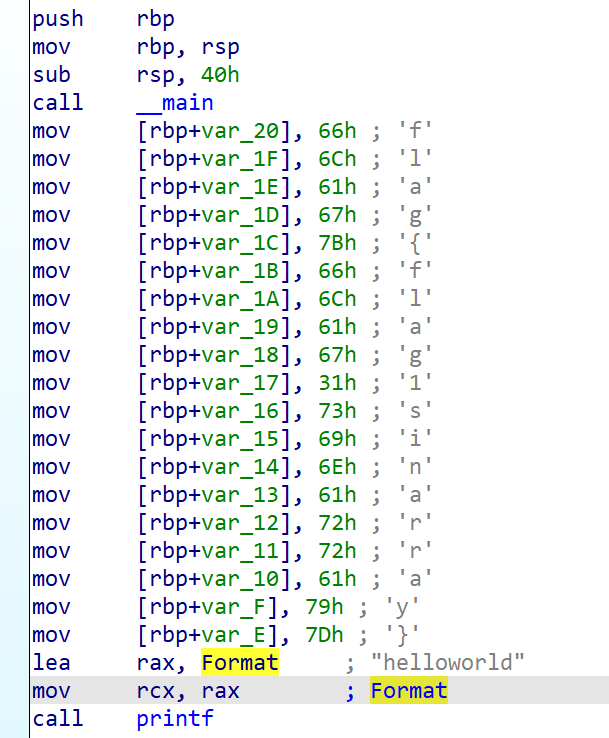 push    rbp
mov     rbp, rsp
sub     rsp, 40h
call    __main
mov     [rbp+var_20], 66h ; 'f'
mov     [rbp+var_1F], 6Ch ; 'l'
mov     [rbp+var_1E], 61h ; 'a'
mov     [rbp+var_1D], 67h ; 'g'
mov     [rbp+var_1C], 7Bh ; '{'
mov     [rbp+var_1B], 66h ; 'f'
mov     [rbp+var_1A], 6Ch ; 'l'
mov     [rbp+var_19], 61h ; 'a'
mov     [rbp+var_18], 67h ; 'g'
mov     [rbp+var_17], 31h ; '1'
mov     [rbp+var_16], 73h ; 's'
mov     [rbp+var_15], 69h ; 'i'
mov     [rbp+var_14], 6Eh ; 'n'
mov     [rbp+var_13], 61h ; 'a'
mov     [rbp+var_12], 72h ; 'r'
mov     [rbp+var_11], 72h ; 'r'
mov     [rbp+var_10], 61h ; 'a'
mov     [rbp+var_F], 79h ; 'y'
mov     [rbp+var_E], 7Dh ; '}'
lea     rax, Format     ; "helloworld"
mov     rcx, rax        ; Format
call    printf